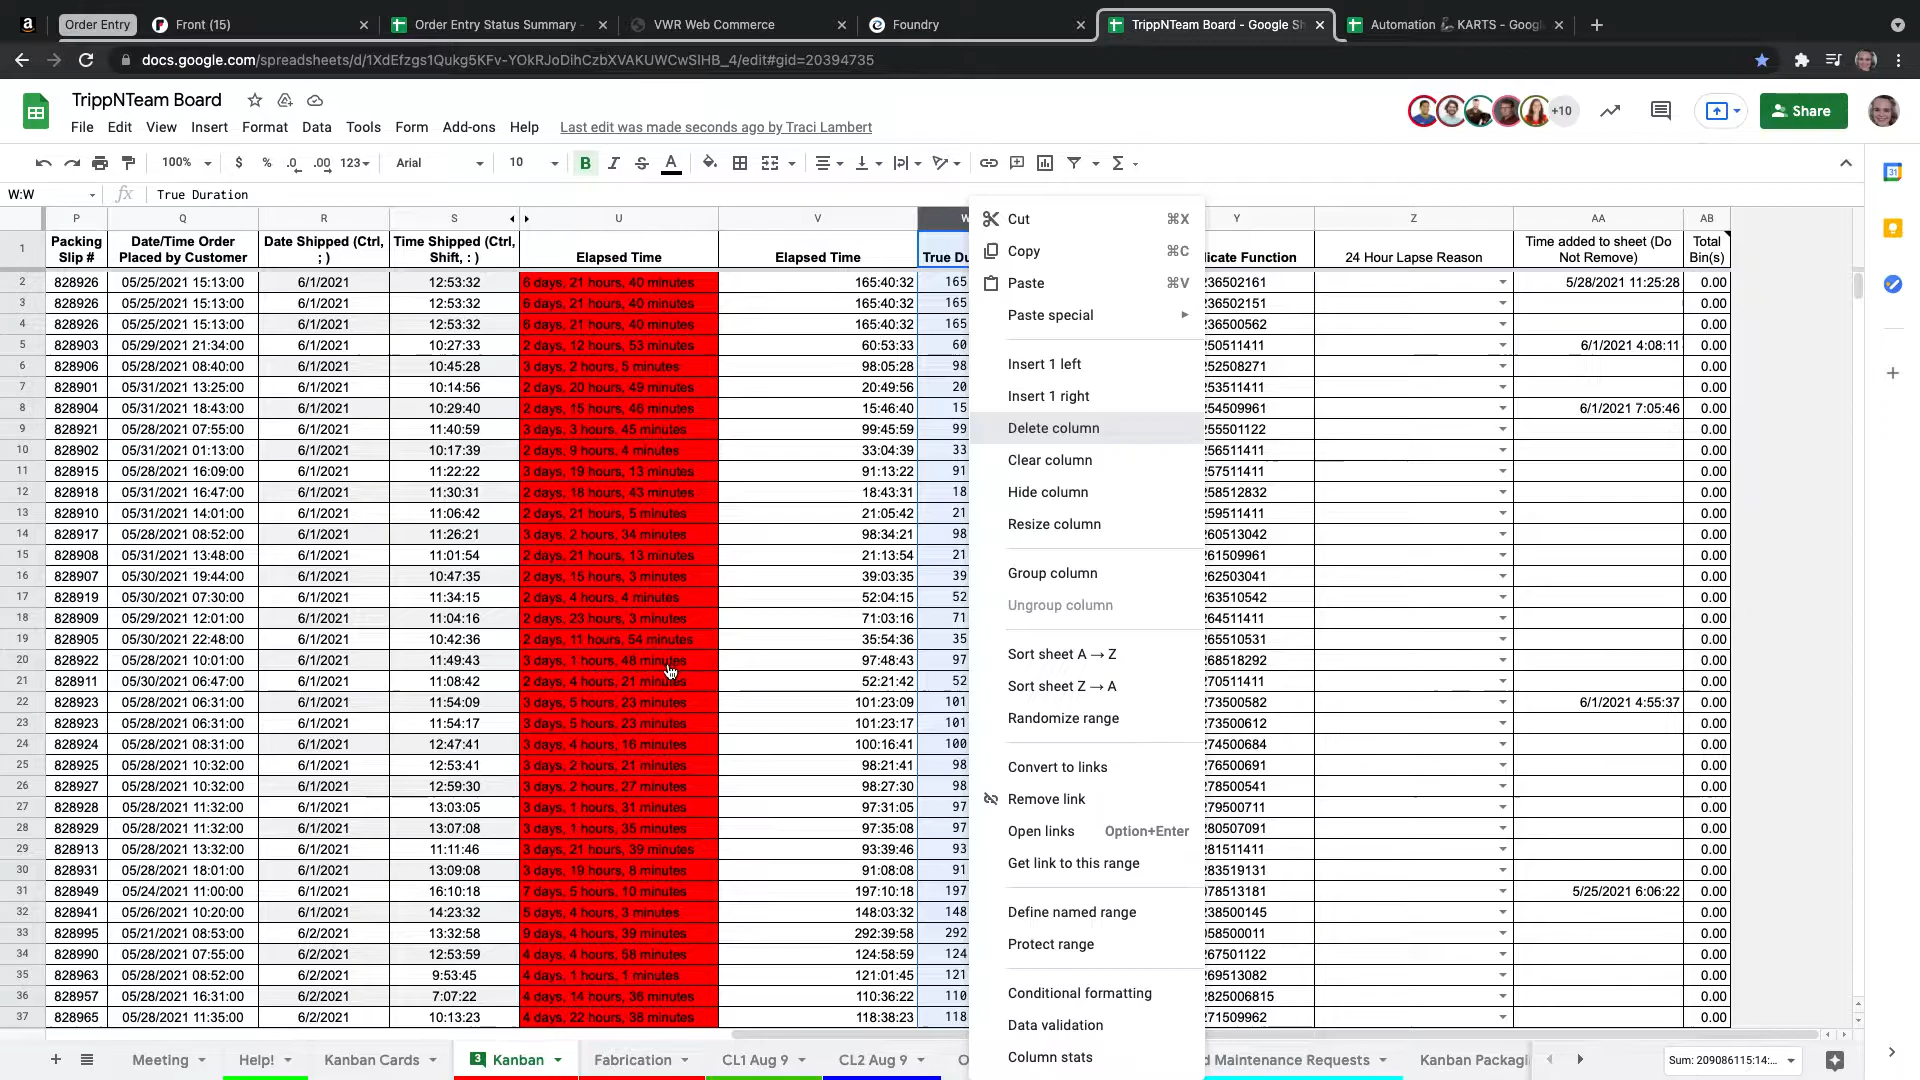 Order Entry
Front (15)
Order Entry Status Summary -
VWR Web Commerce
Foundry
TrippNTeam Board - Google Sh
Automation 🦾 KARTS - Googl
docs.google.com/spreadsheets/d/1XdEfzgs1Qukg5KFv-YOkRJoDihCzbXVAKUWCwSlHB_4/edit#gid=20394735
TrippNTeam Board
File Edit View Insert Format Data Tools Form Add-ons Help Last edit was made seconds ago by Traci Lambert
+10
Share
100% $ % .0 .00 123 Arial 10 B I S A
W:W fx True Duration
P Q R S U V W Y Z AA AB
1 Packing Slip # Date/Time Order Placed by Customer Date Shipped (Ctrl, ; ) Time Shipped (Ctrl, Shift, : ) Elapsed Time Elapsed Time True Du licate Function 24 Hour Lapse Reason Time added to sheet (Do Not Remove) Total Bin(s)
2 828926 05/25/2021 15:13:00 6/1/2021 12:53:32 6 days, 21 hours, 40 minutes 165:40:32 165 236502161 5/28/2021 11:25:28 0.00
3 828926 05/25/2021 15:13:00 6/1/2021 12:53:32 6 days, 21 hours, 40 minutes 165:40:32 165 236502151 0.00
4 828926 05/25/2021 15:13:00 6/1/2021 12:53:32 6 days, 21 hours, 40 minutes 165:40:32 165 236500562 0.00
5 828903 05/29/2021 21:34:00 6/1/2021 10:27:33 2 days, 12 hours, 53 minutes 60:53:33 60 250511411 6/1/2021 4:08:11 0.00
6 828906 05/28/2021 08:40:00 6/1/2021 10:45:28 3 days, 2 hours, 5 minutes 98:05:28 98 252508271 0.00
7 828901 05/31/2021 13:25:00 6/1/2021 10:14:56 2 days, 20 hours, 49 minutes 20:49:56 20 253511411 0.00
8 828904 05/31/2021 18:43:00 6/1/2021 10:29:40 2 days, 15 hours, 46 minutes 15:46:40 15 254509961 6/1/2021 7:05:46 0.00
9 828921 05/28/2021 07:55:00 6/1/2021 11:40:59 3 days, 3 hours, 45 minutes 99:45:59 99 255501122 0.00
10 828902 05/31/2021 01:13:00 6/1/2021 10:17:39 2 days, 9 hours, 4 minutes 33:04:39 33 256511411 0.00
11 828915 05/28/2021 16:09:00 6/1/2021 11:22:22 3 days, 19 hours, 13 minutes 91:13:22 91 257511411 0.00
12 828918 05/31/2021 16:47:00 6/1/2021 11:30:31 2 days, 18 hours, 43 minutes 18:43:31 18 258512832 0.00
13 828910 05/31/2021 14:01:00 6/1/2021 11:06:42 2 days, 21 hours, 5 minutes 21:05:42 21 259511411 0.00
14 828917 05/28/2021 08:52:00 6/1/2021 11:26:21 3 days, 2 hours, 34 minutes 98:34:21 98 260513042 0.00
15 828908 05/31/2021 13:48:00 6/1/2021 11:01:54 2 days, 21 hours, 13 minutes 21:13:54 21 261509961 0.00
16 828907 05/30/2021 19:44:00 6/1/2021 10:47:35 2 days, 15 hours, 3 minutes 39:03:35 39 262503041 0.00
17 828919 05/30/2021 07:30:00 6/1/2021 11:34:15 2 days, 4 hours, 4 minutes 52:04:15 52 263510542 0.00
18 828909 05/29/2021 12:01:00 6/1/2021 11:04:16 2 days, 23 hours, 3 minutes 71:03:16 71 264511411 0.00
19 828905 05/30/2021 22:48:00 6/1/2021 10:42:36 2 days, 11 hours, 54 minutes 35:54:36 35 265510531 0.00
20 828922 05/28/2021 10:01:00 6/1/2021 11:49:43 3 days, 1 hours, 48 minutes 97:48:43 97 268518292 0.00
21 828911 05/30/2021 06:47:00 6/1/2021 11:08:42 2 days, 4 hours, 21 minutes 52:21:42 52 270511411 0.00
22 828923 05/28/2021 06:31:00 6/1/2021 11:54:09 3 days, 5 hours, 23 minutes 101:23:09 101 273500582 6/1/2021 4:55:37 0.00
23 828923 05/28/2021 06:31:00 6/1/2021 11:54:17 3 days, 5 hours, 23 minutes 101:23:17 101 273500612 0.00
24 828924 05/28/2021 08:31:00 6/1/2021 12:47:41 3 days, 4 hours, 16 minutes 100:16:41 100 274500684 0.00
25 828925 05/28/2021 10:32:00 6/1/2021 12:53:41 3 days, 2 hours, 21 minutes 98:21:41 98 276500691 0.00
26 828927 05/28/2021 10:32:00 6/1/2021 12:59:30 3 days, 2 hours, 27 minutes 98:27:30 98 278500541 0.00
27 828928 05/28/2021 11:32:00 6/1/2021 13:03:05 3 days, 1 hours, 31 minutes 97:31:05 97 279500711 0.00
28 828929 05/28/2021 11:32:00 6/1/2021 13:07:08 3 days, 1 hours, 35 minutes 97:35:08 97 280507091 0.00
29 828913 05/28/2021 13:32:00 6/1/2021 11:11:46 3 days, 21 hours, 39 minutes 93:39:46 93 281511411 0.00
30 828931 05/28/2021 18:01:00 6/1/2021 13:09:08 3 days, 19 hours, 8 minutes 91:08:08 91 283519131 0.00
31 828949 05/24/2021 11:00:00 6/1/2021 16:10:18 7 days, 5 hours, 10 minutes 197:10:18 197 078513181 5/25/2021 6:06:22 0.00
32 828941 05/26/2021 10:20:00 6/1/2021 14:23:32 5 days, 4 hours, 3 minutes 148:03:32 148 238500145 0.00
33 828995 05/21/2021 08:53:00 6/2/2021 13:32:58 9 days, 4 hours, 39 minutes 292:39:58 292 058500011 0.00
34 828990 05/28/2021 07:55:00 6/2/2021 12:53:59 4 days, 4 hours, 58 minutes 124:58:59 124 267501122 0.00
35 828963 05/28/2021 08:52:00 6/2/2021 9:53:45 4 days, 1 hours, 1 minutes 121:01:45 121 269513082 0.00
36 828957 05/28/2021 16:31:00 6/2/2021 7:07:22 4 days, 14 hours, 36 minutes 110:36:22 110 2825006815 0.00
37 828965 05/28/2021 11:35:00 6/2/2021 10:13:23 4 days, 22 hours, 38 minutes 118:38:23 118 271509962 0.00
Cut ⌘X
Copy ⌘C
Paste ⌘V
Paste special
Insert 1 left
Insert 1 right
Delete column
Clear column
Hide column
Resize column
Group column
Ungroup column
Sort sheet A → Z
Sort sheet Z → A
Randomize range
Convert to links
Remove link
Open links Option+Enter
Get link to this range
Define named range
Protect range
Conditional formatting
Data validation
Column stats
Meeting Help! Kanban Cards 3 Kanban Fabrication CL1 Aug 9 CL2 Aug 9 O d Maintenance Requests Kanban Packagi Sum: 209086115:14:...